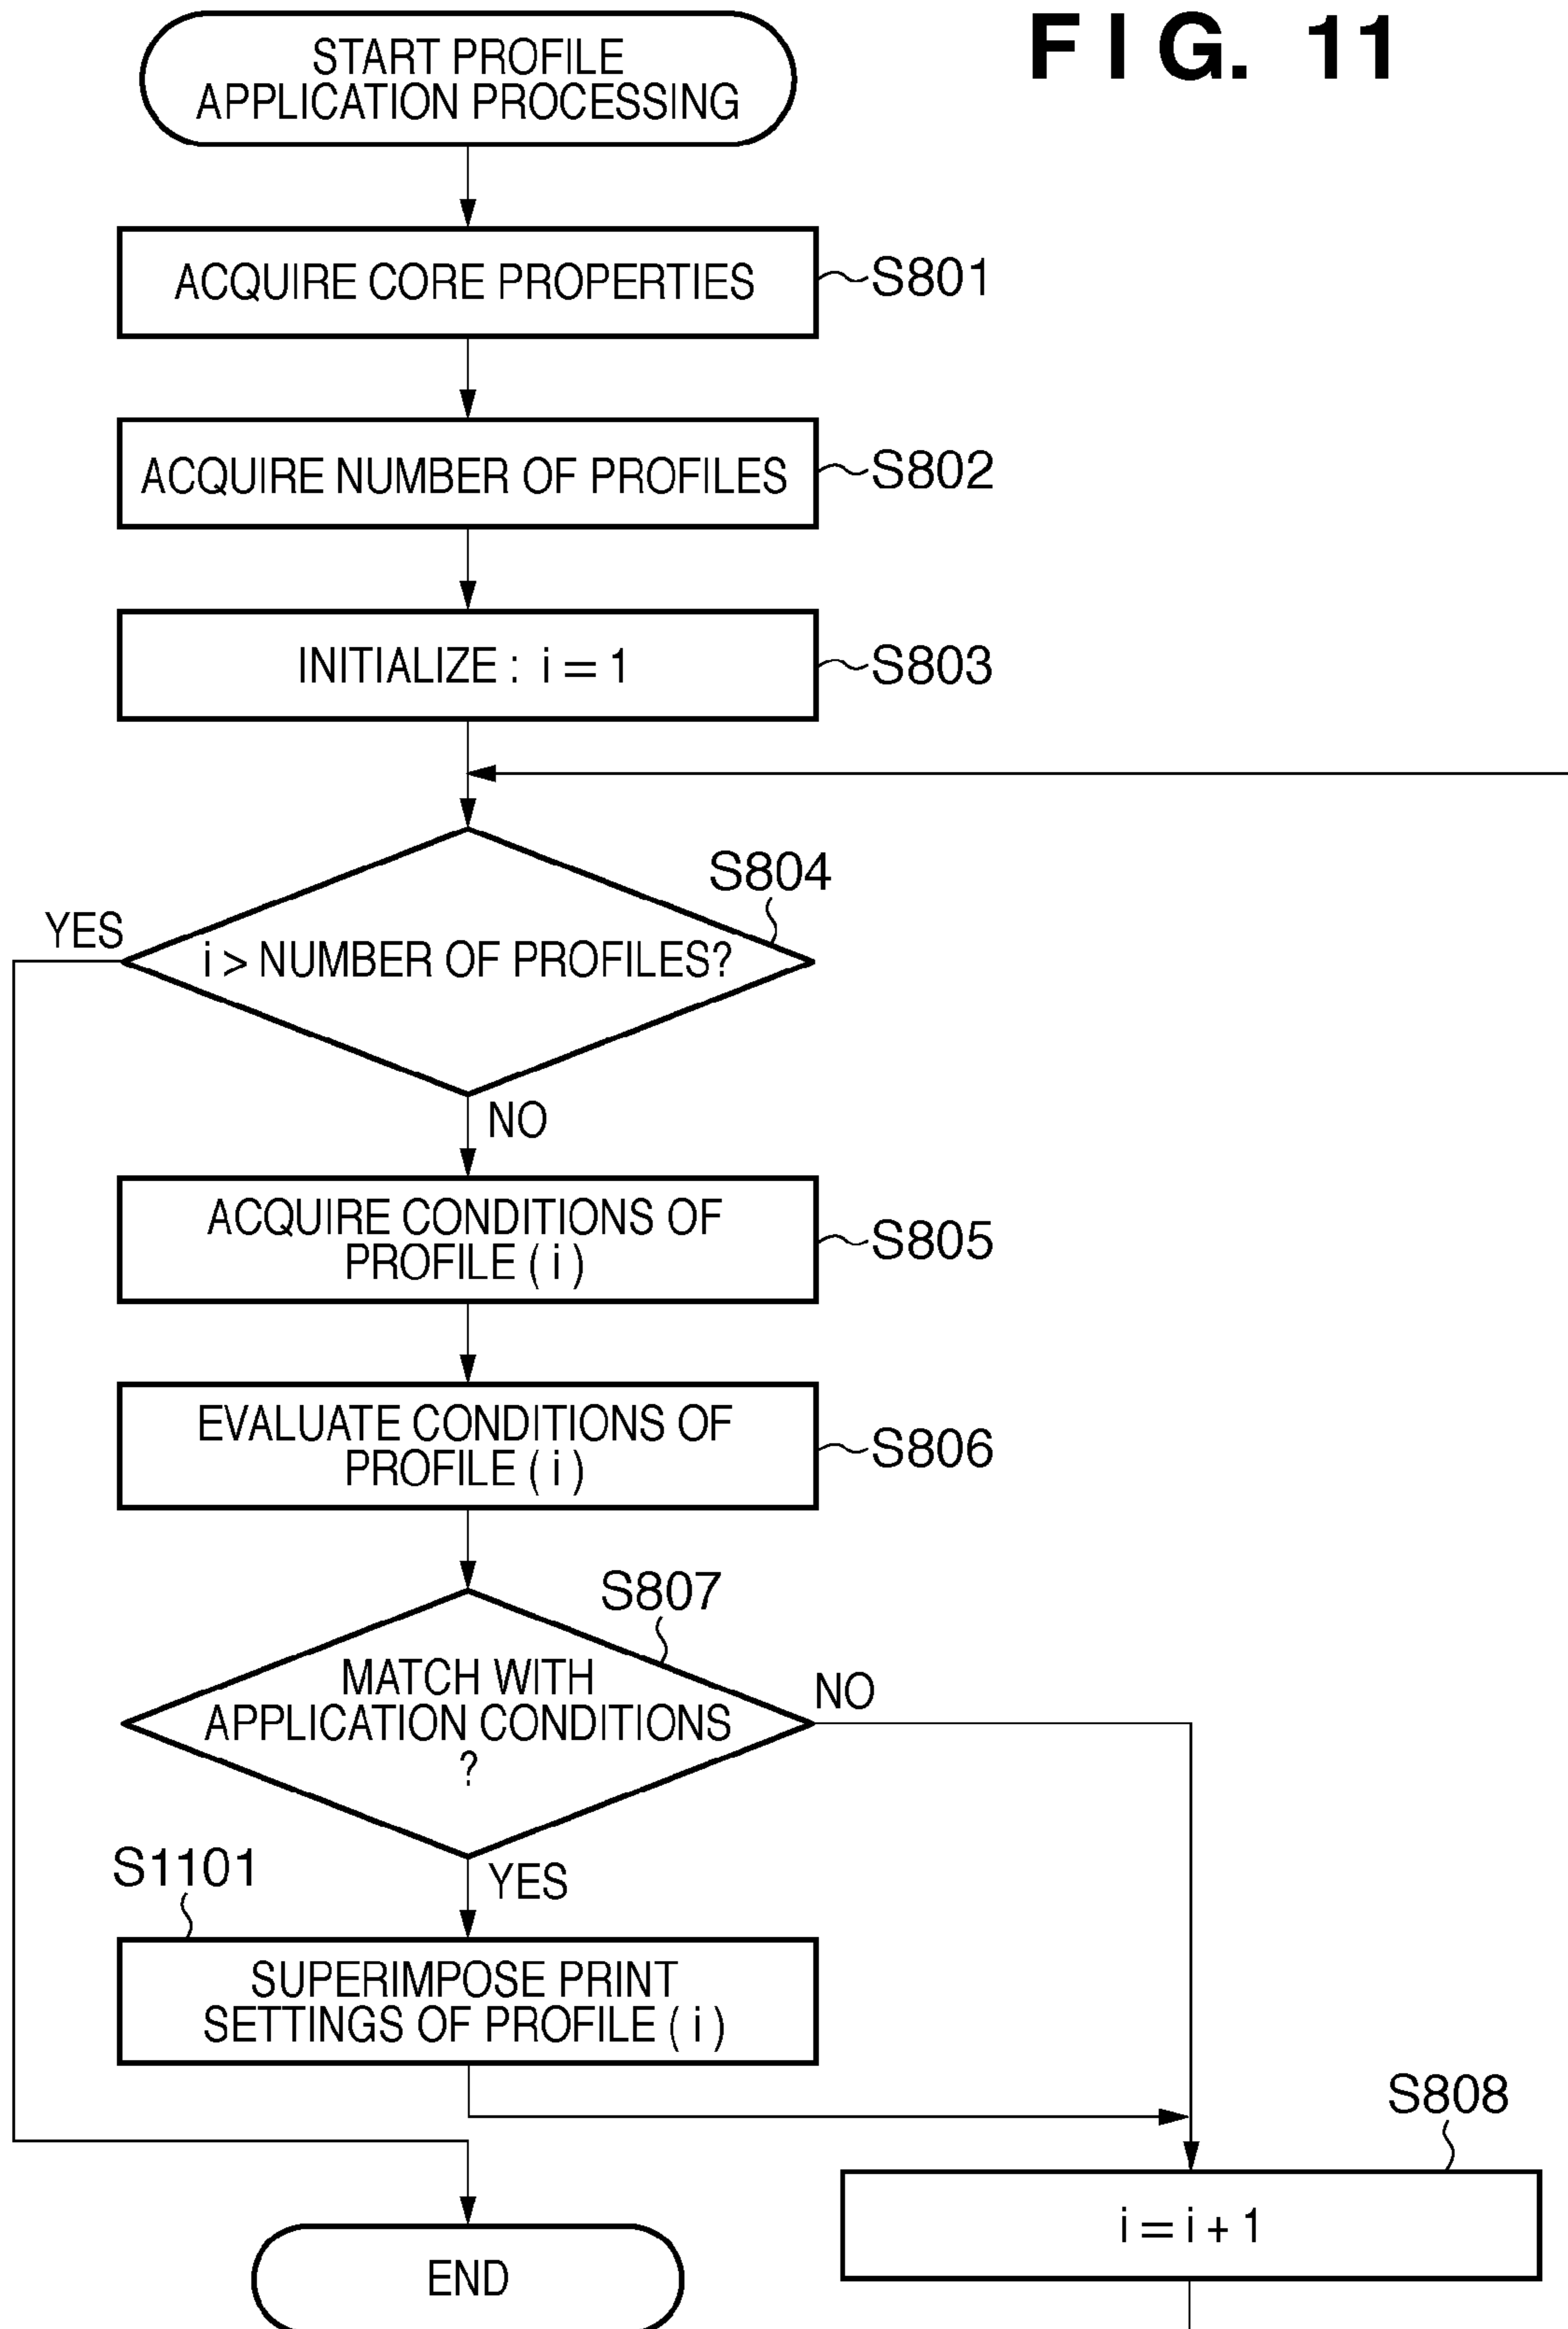 FIG. 11
START PROFILE
APPLICATION PROCESSING
ACQUIRE CORE PROPERTIES
S801
ACQUIRE NUMBER OF PROFILES
S802
INITIALIZE : i = 1
S803
S804
YES
i > NUMBER OF PROFILES?
NO
ACQUIRE CONDITIONS OF
PROFILE ( i )
S805
EVALUATE CONDITIONS OF
PROFILE ( i )
S806
S807
MATCH WITH
APPLICATION CONDITIONS
?
NO
S1101
YES
SUPERIMPOSE PRINT
SETTINGS OF PROFILE ( i )
S808
i = i + 1
END